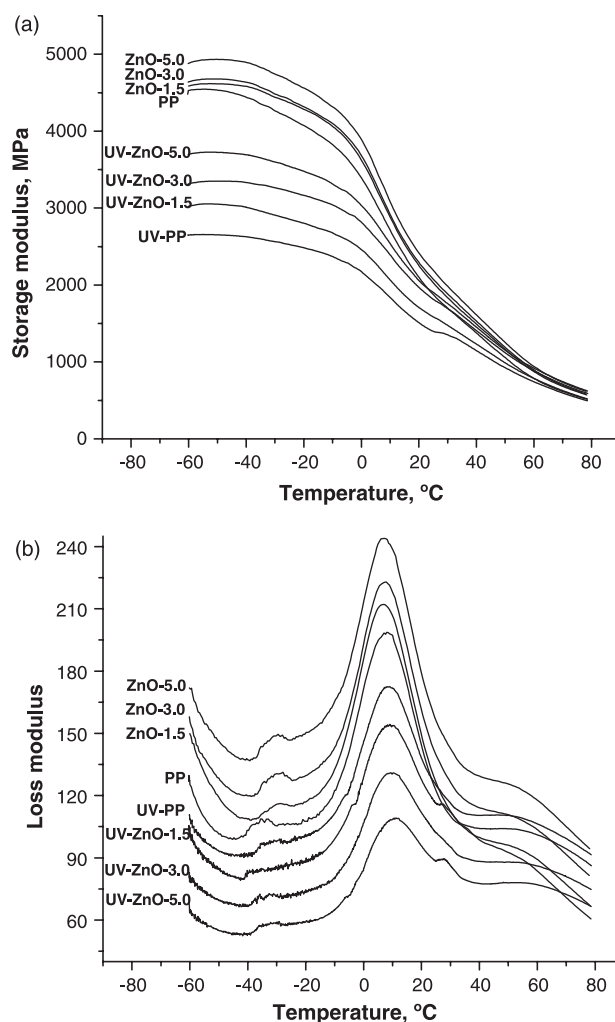 (a)
5000
4000
3000
2000
1000
0
Storage modulus, MPa
ZnO-5.0
ZnO-3.0
ZnO-1.5
PP
UV-ZnO-5.0
UV-ZnO-3.0
UV-ZnO-1.5
UV-PP
-80 -60 -40 -20 0 20 40 60 80
Temperature, ºC
(b)
240
210
180
150
120
90
60
Loss modulus
ZnO-5.0
ZnO-3.0
ZnO-1.5
PP
UV-PP
UV-ZnO-1.5
UV-ZnO-3.0
UV-ZnO-5.0
-80 -60 -40 -20 0 20 40 60 80
Temperature, ºC